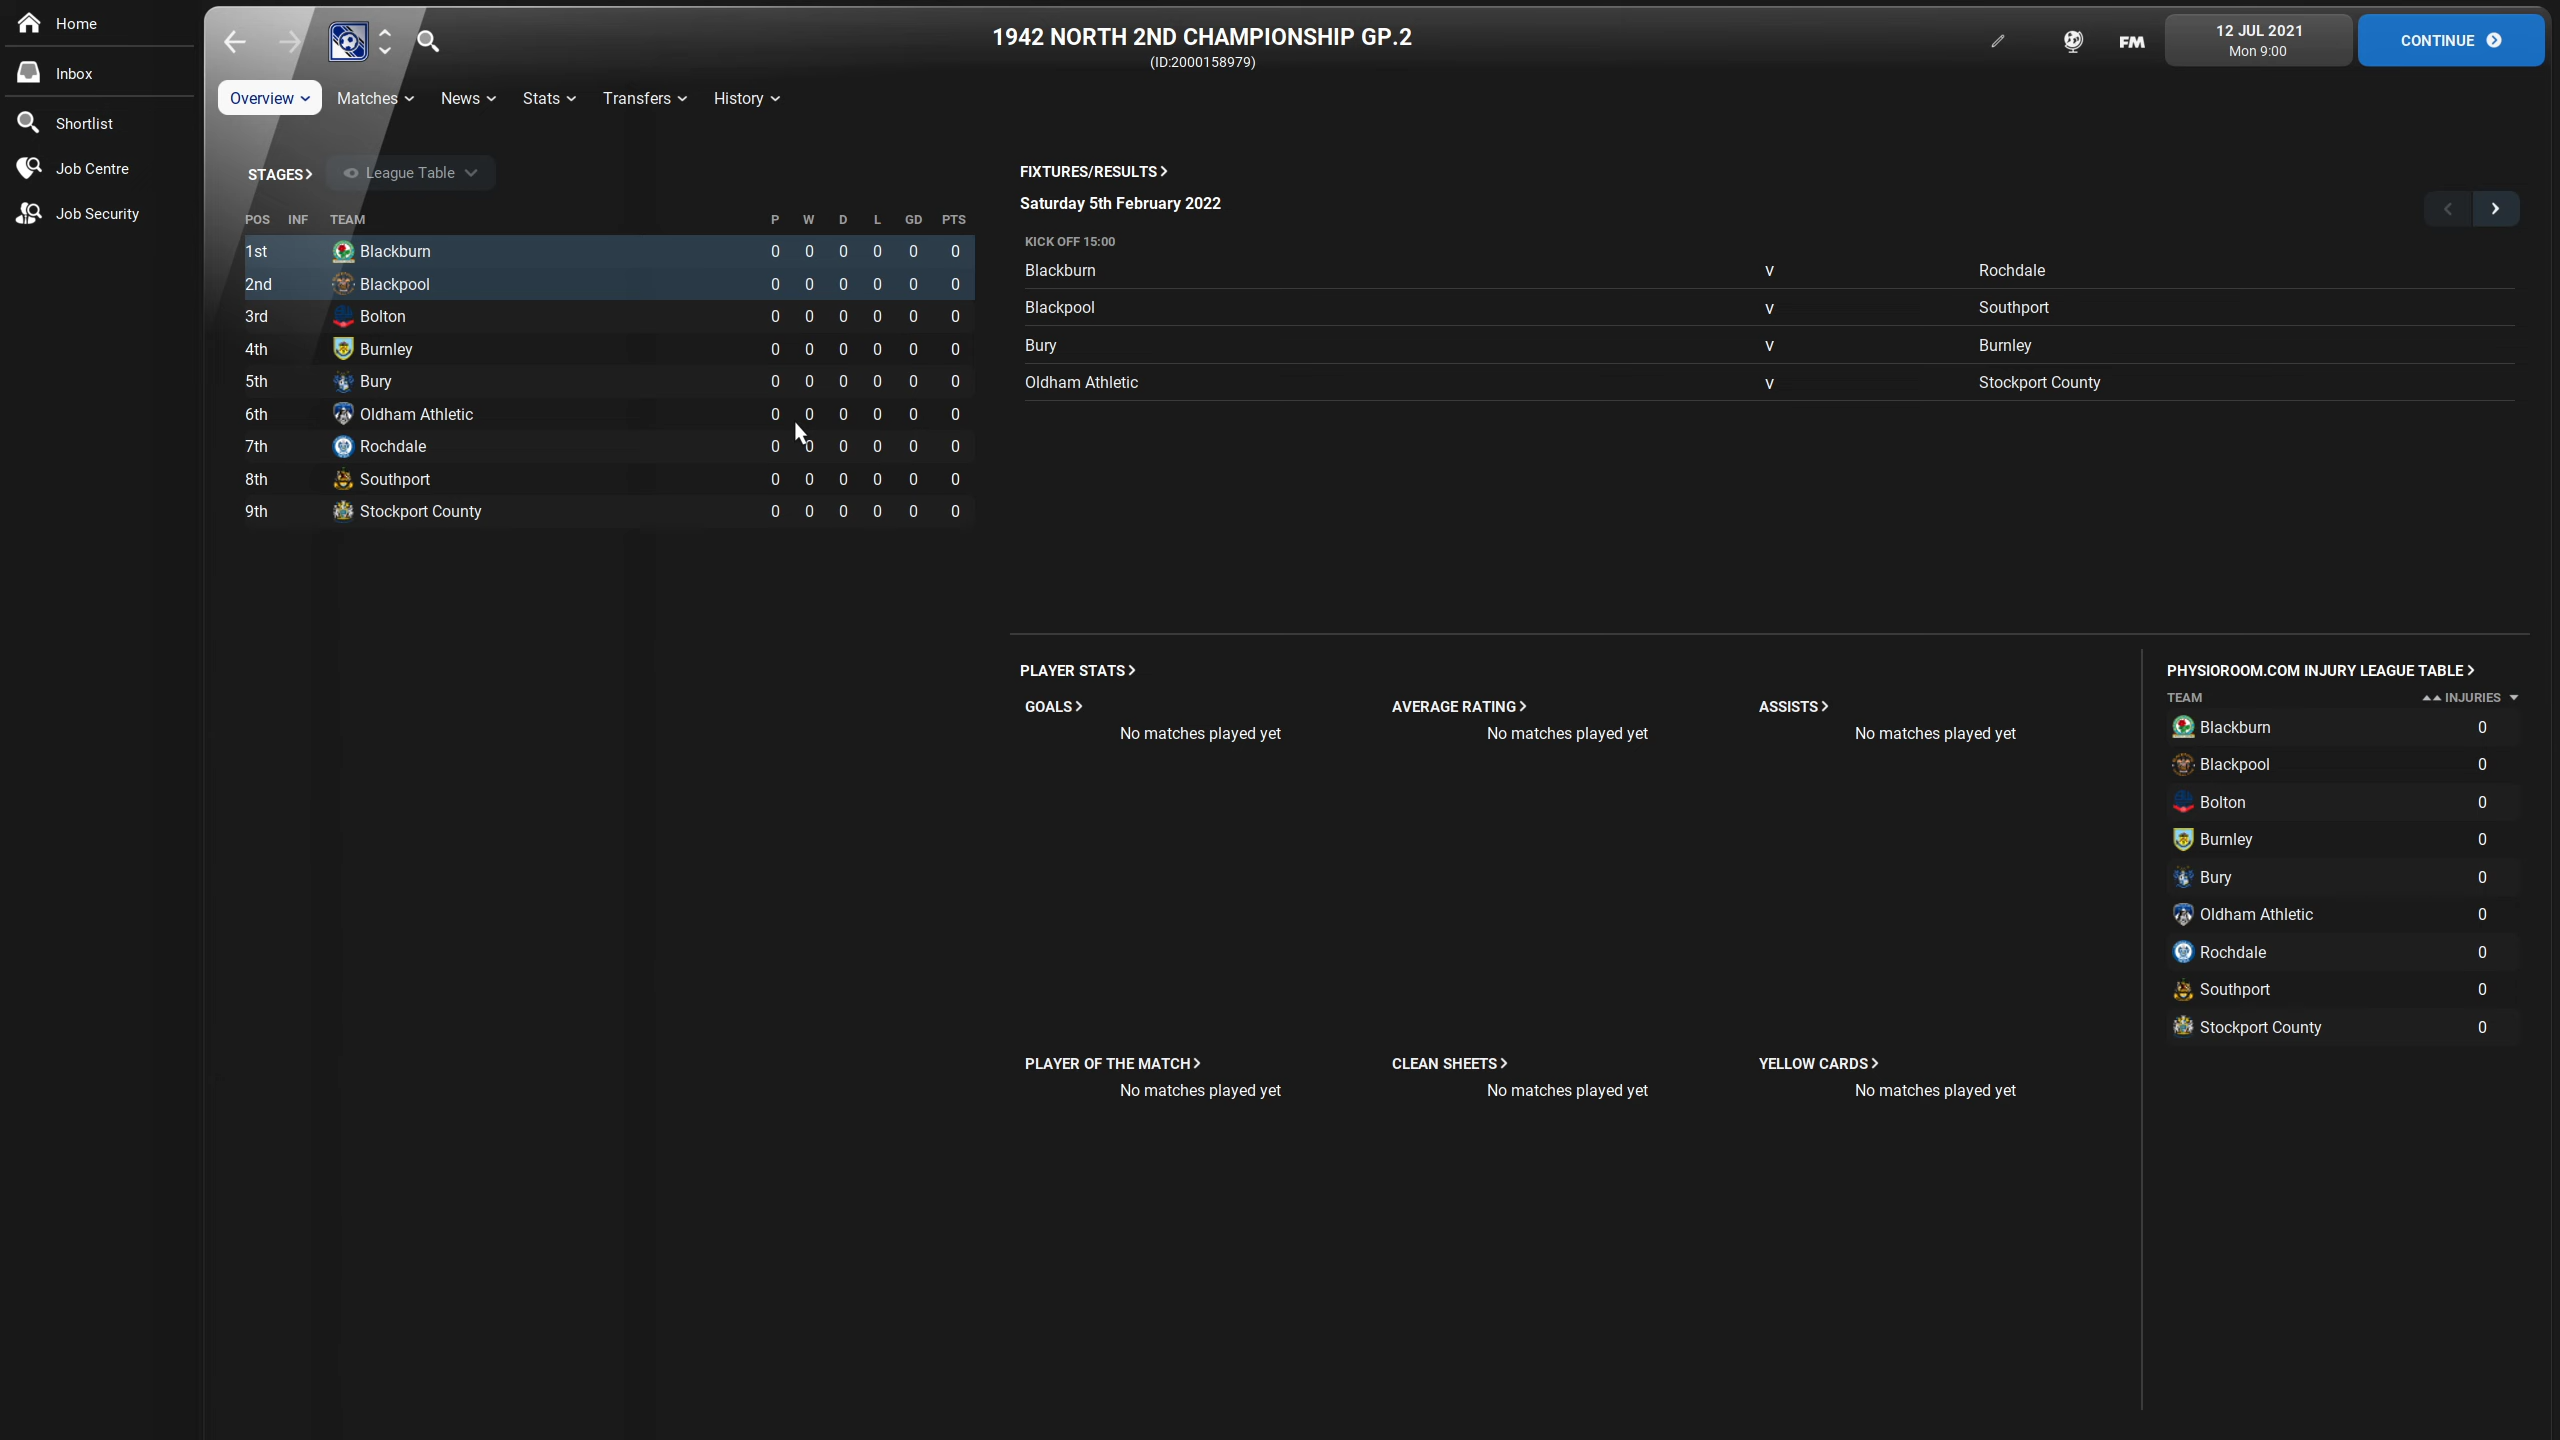 Home
Inbox
Shortlist
Job Centre
Job Security
1942 NORTH 2ND CHAMPIONSHIP GP.2
(ID:2000158979)
FM
12 JUL 2021
Mon 9:00
CONTINUE
Overview Matches News Stats Transfers History
STAGES> League Table
POS INF TEAM P W D L GD PTS
1st Blackburn 0 0 0 0 0 0
2nd Blackpool 0 0 0 0 0 0
3rd Bolton 0 0 0 0 0 0
4th Burnley 0 0 0 0 0 0
5th Bury 0 0 0 0 0 0
6th Oldham Athletic 0 0 0 0 0 0
7th Rochdale 0 0 0 0 0 0
8th Southport 0 0 0 0 0 0
9th Stockport County 0 0 0 0 0 0
FIXTURES/RESULTS>
Saturday 5th February 2022
KICK OFF 15:00
Blackburn v Rochdale
Blackpool v Southport
Bury v Burnley
Oldham Athletic v Stockport County
PLAYER STATS>
GOALS> AVERAGE RATING> ASSISTS>
No matches played yet No matches played yet No matches played yet
PLAYER OF THE MATCH> CLEAN SHEETS> YELLOW CARDS>
No matches played yet No matches played yet No matches played yet
PHYSIOROOM.COM INJURY LEAGUE TABLE>
TEAM INJURIES
Blackburn 0
Blackpool 0
Bolton 0
Burnley 0
Bury 0
Oldham Athletic 0
Rochdale 0
Southport 0
Stockport County 0